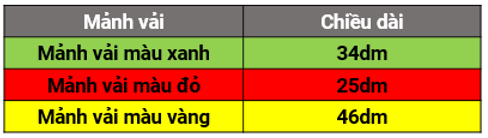 Mảnh vải Chiều dài
Mảnh vải màu xanh 34dm
Mảnh vải màu đỏ 25dm
Mảnh vải màu vàng 46dm